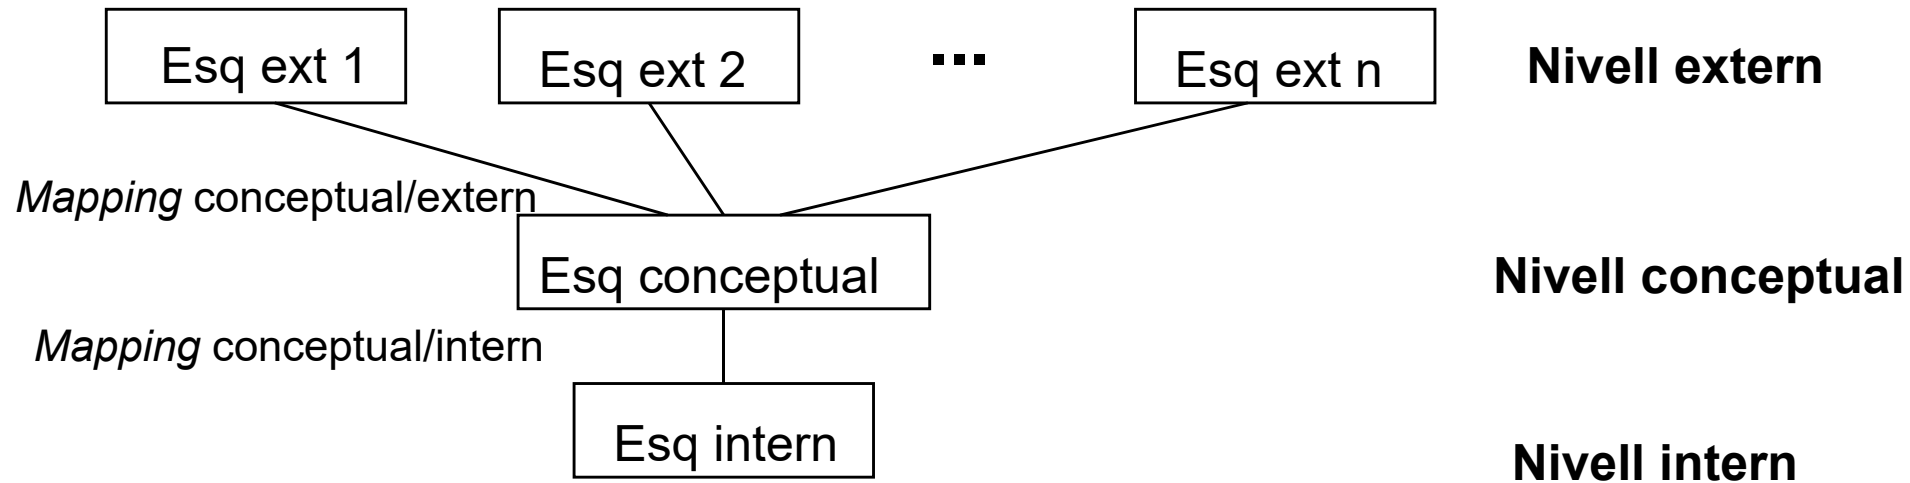 Esq ext 1
Esq ext 2
...
Esq ext n
Nivell extern
Mapping conceptual/extern
Esq conceptual
Nivell conceptual
Mapping conceptual/intern
Esq intern
Nivell intern